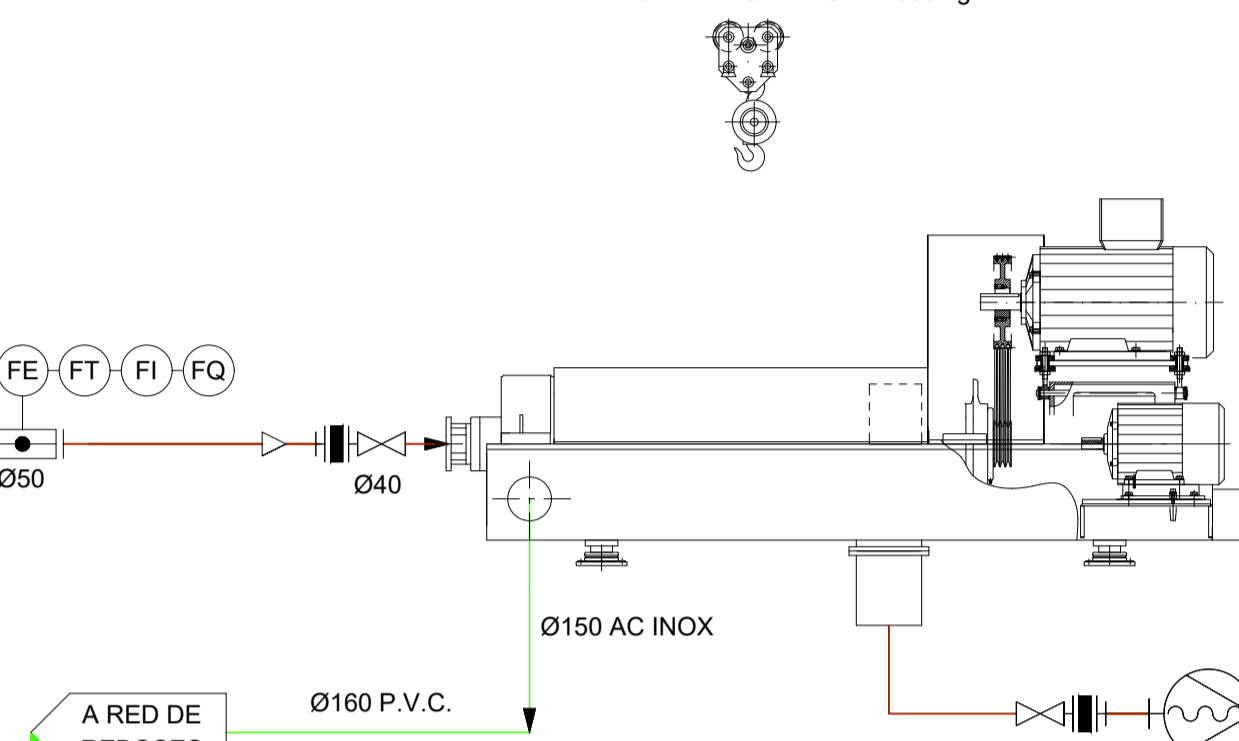 FE FT FI FQ
Ø50
Ø40
Ø150 AC INOX
Ø160 P.V.C.
A RED DE